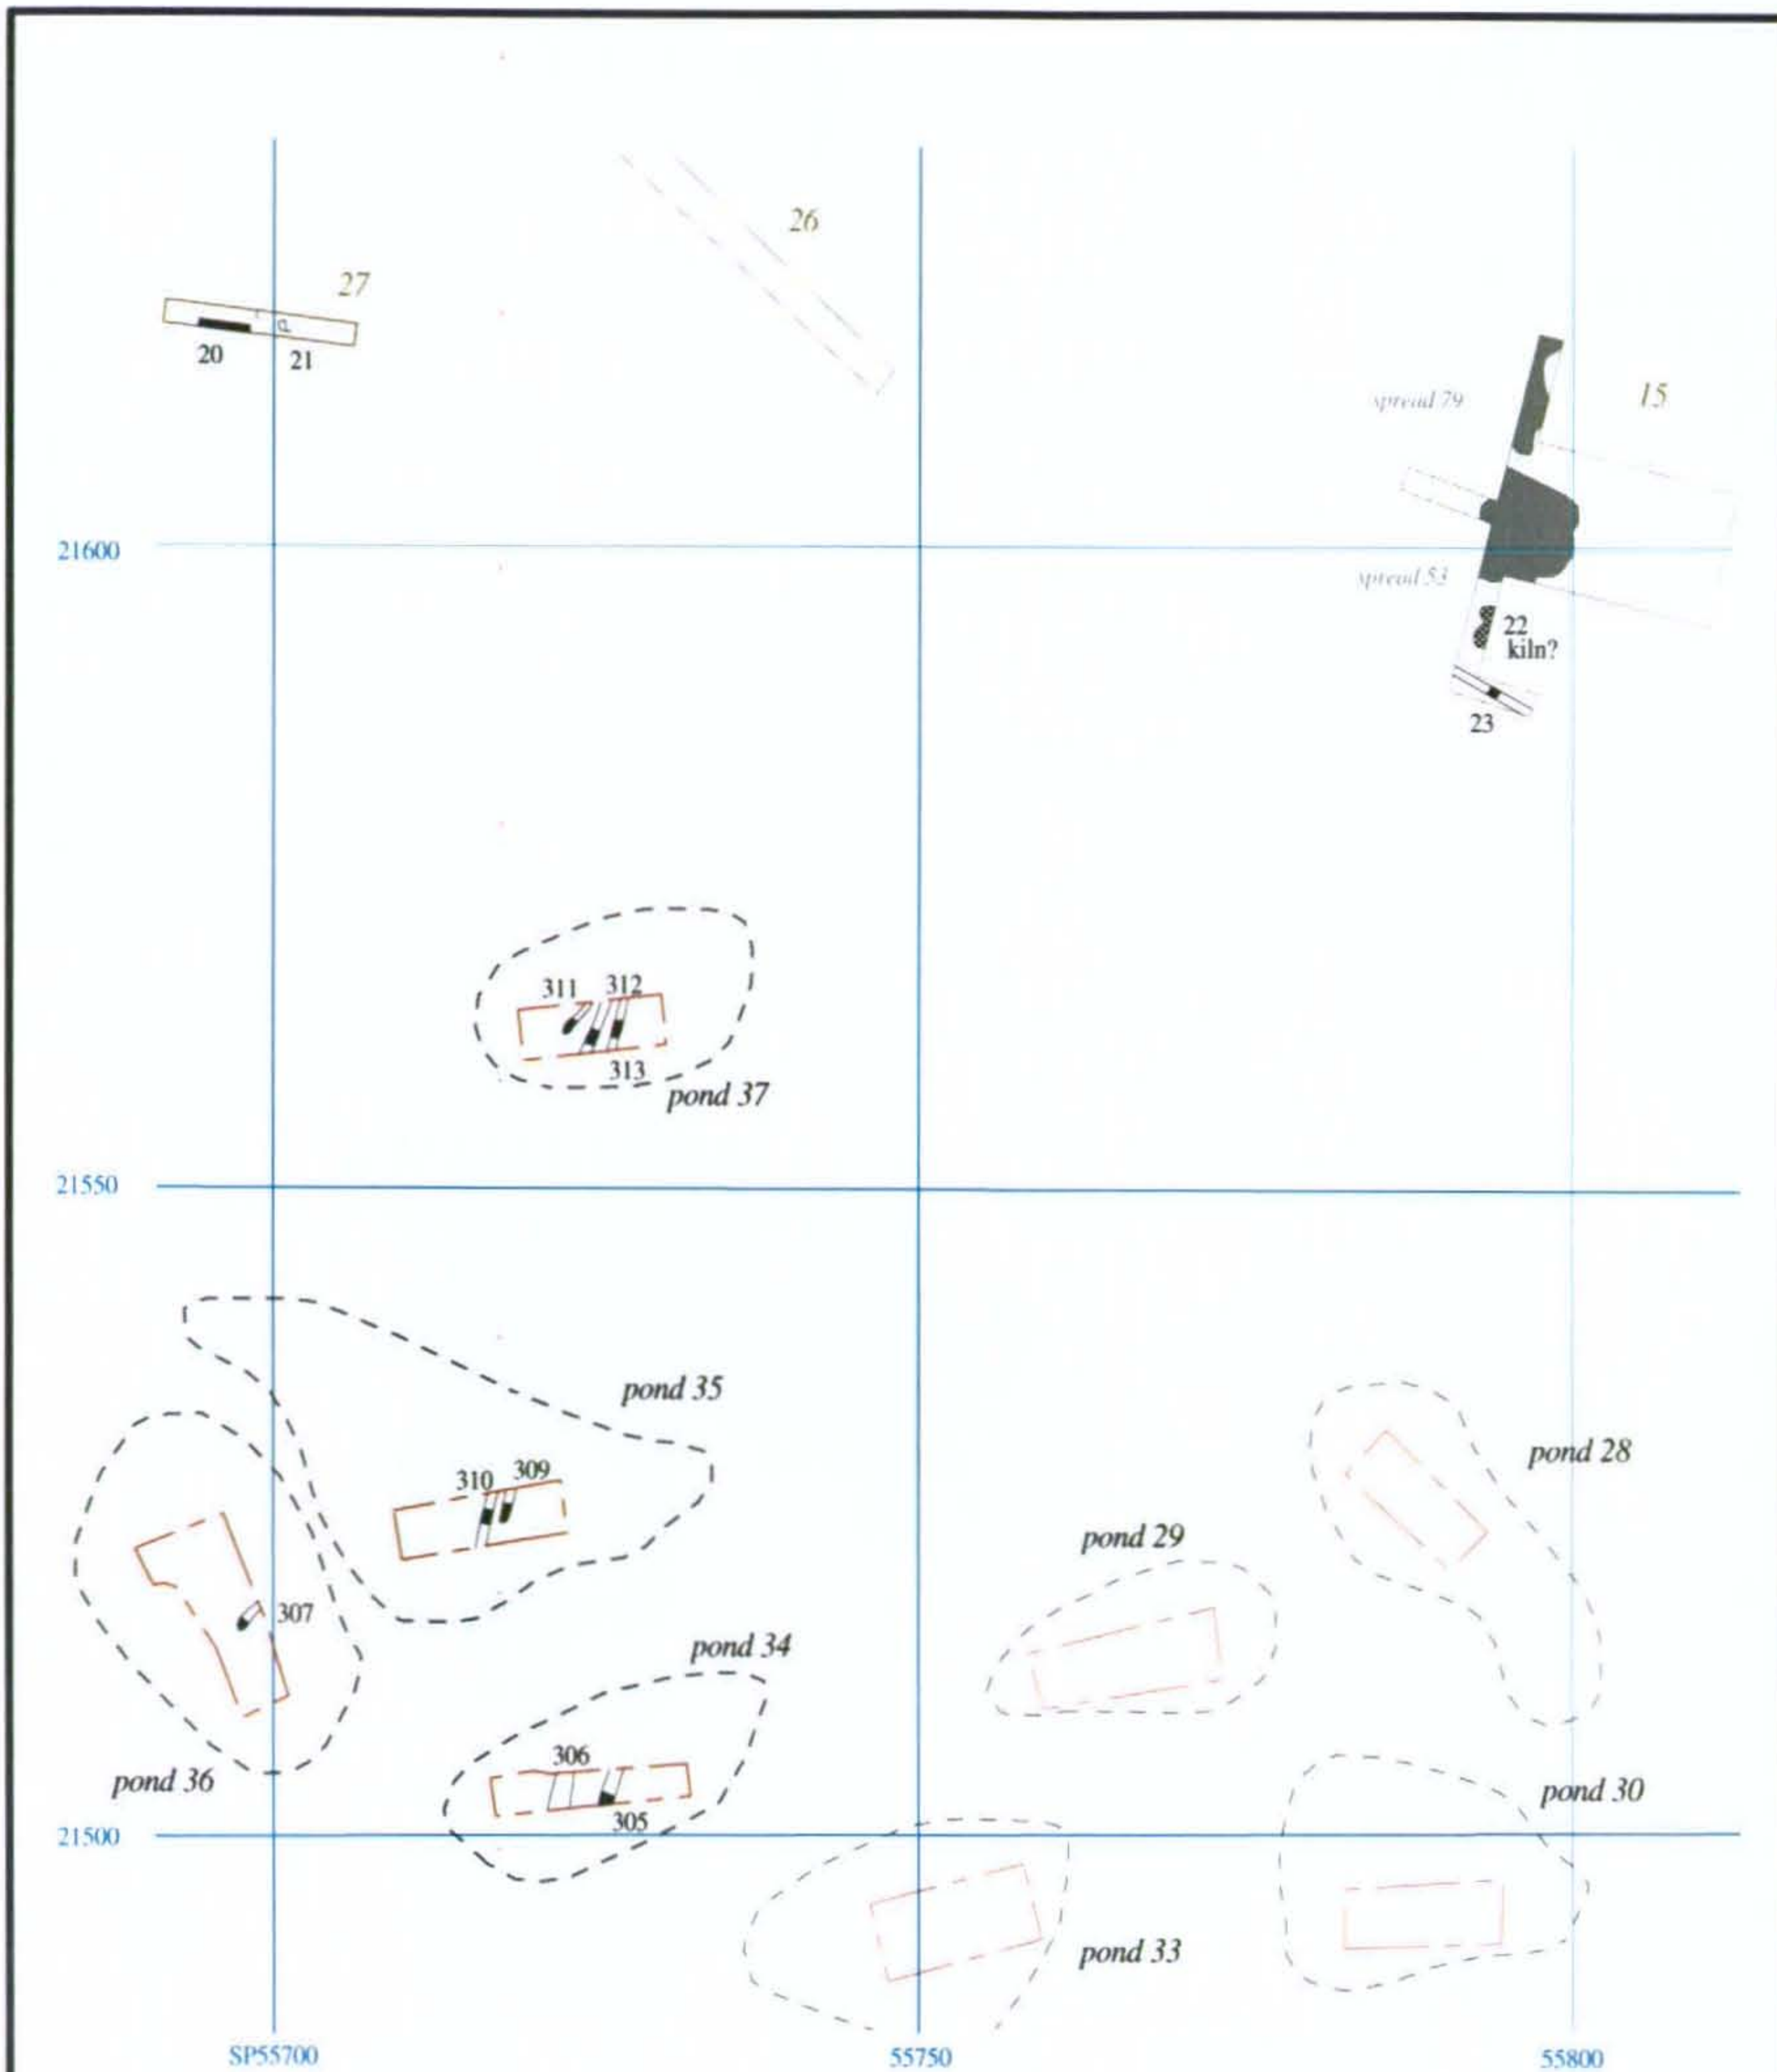 26
27
20
21
spread 79
15
21600
spread 53
22
kiln?
23
311
312
313
pond 37
21550
pond 35
310
309
pond 28
pond 29
307
pond 34
306
pond 36
305
pond 30
21500
pond 33
SP55700
55750
55800